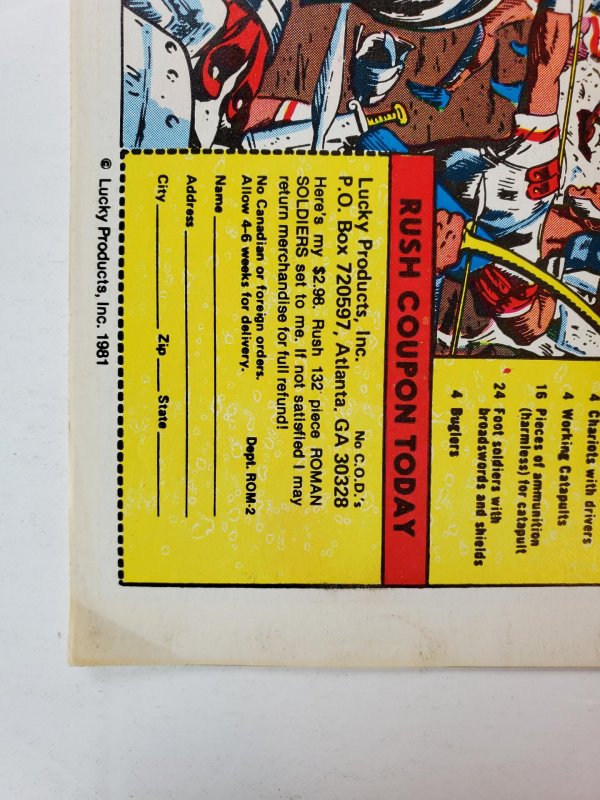 4 Chariots with drivers
4 Working Catapults
16 Pieces of ammunition
(harmless) for catapult
24 Foot soldiers with
broadswords and shields
4 Buglers
RUSH COUPON TODAY
Lucky Products, Inc. No C.O.D.'s
P.O. Box 720597, Atlanta, GA 30328
Here's my $2.98. Rush 132 piece ROMAN
SOLDIERS set to me. If not satisfied I may
return merchandise for full refund!
No Canadian or foreign orders.
Allow 4-6 weeks for delivery. Dept. ROM-2
Name
Address
City Zip State
© Lucky Products, Inc. 1981